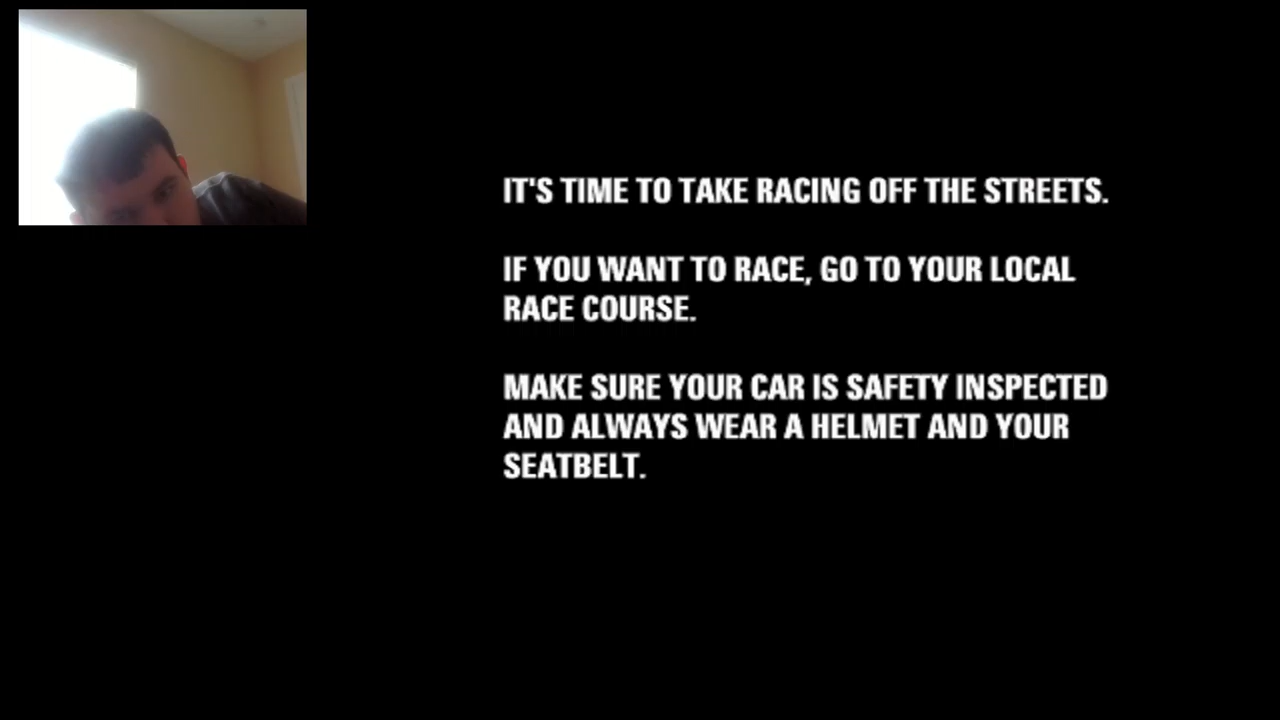 IT'S TIME TO TAKE RACING OFF THE STREETS.
IF YOU WANT TO RACE, GO TO YOUR LOCAL
RACE COURSE.
MAKE SURE YOUR CAR IS SAFETY INSPECTED
AND ALWAYS WEAR A HELMET AND YOUR
SEATBELT.